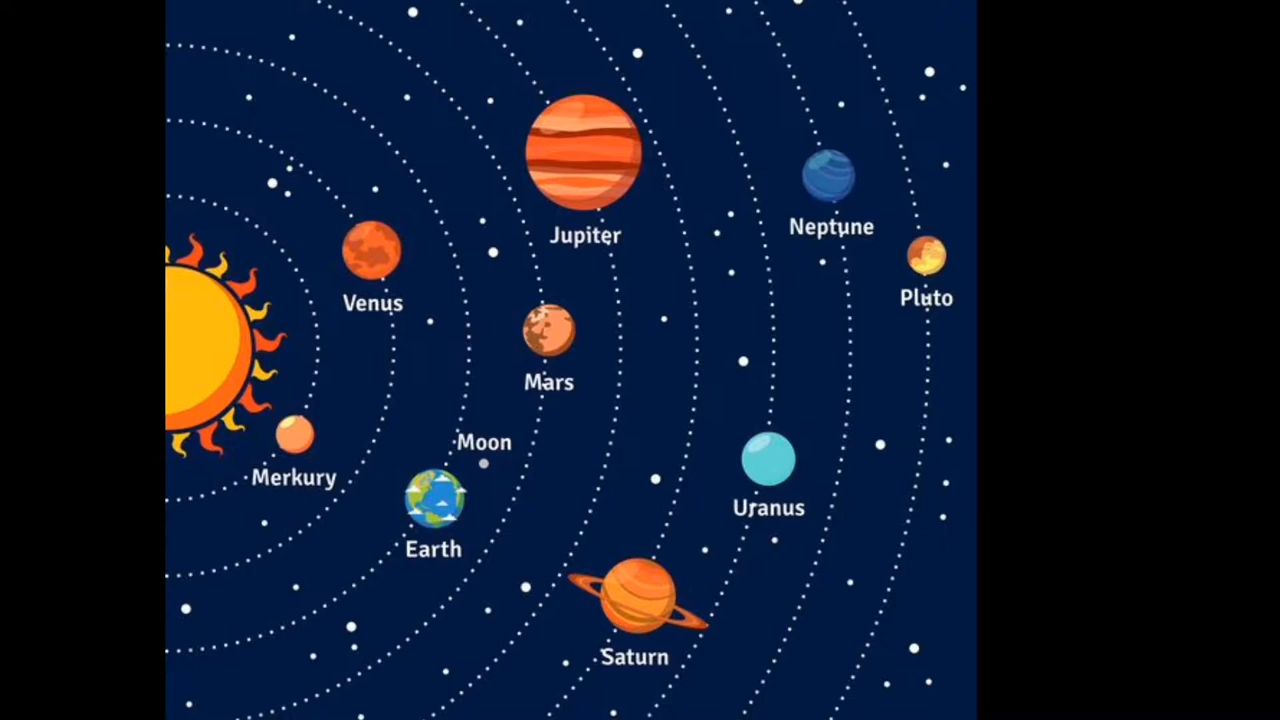 Jupiter
Neptune
Venus
Pluto
Mars
Moon
Merkury
Uranus
Earth
Saturn